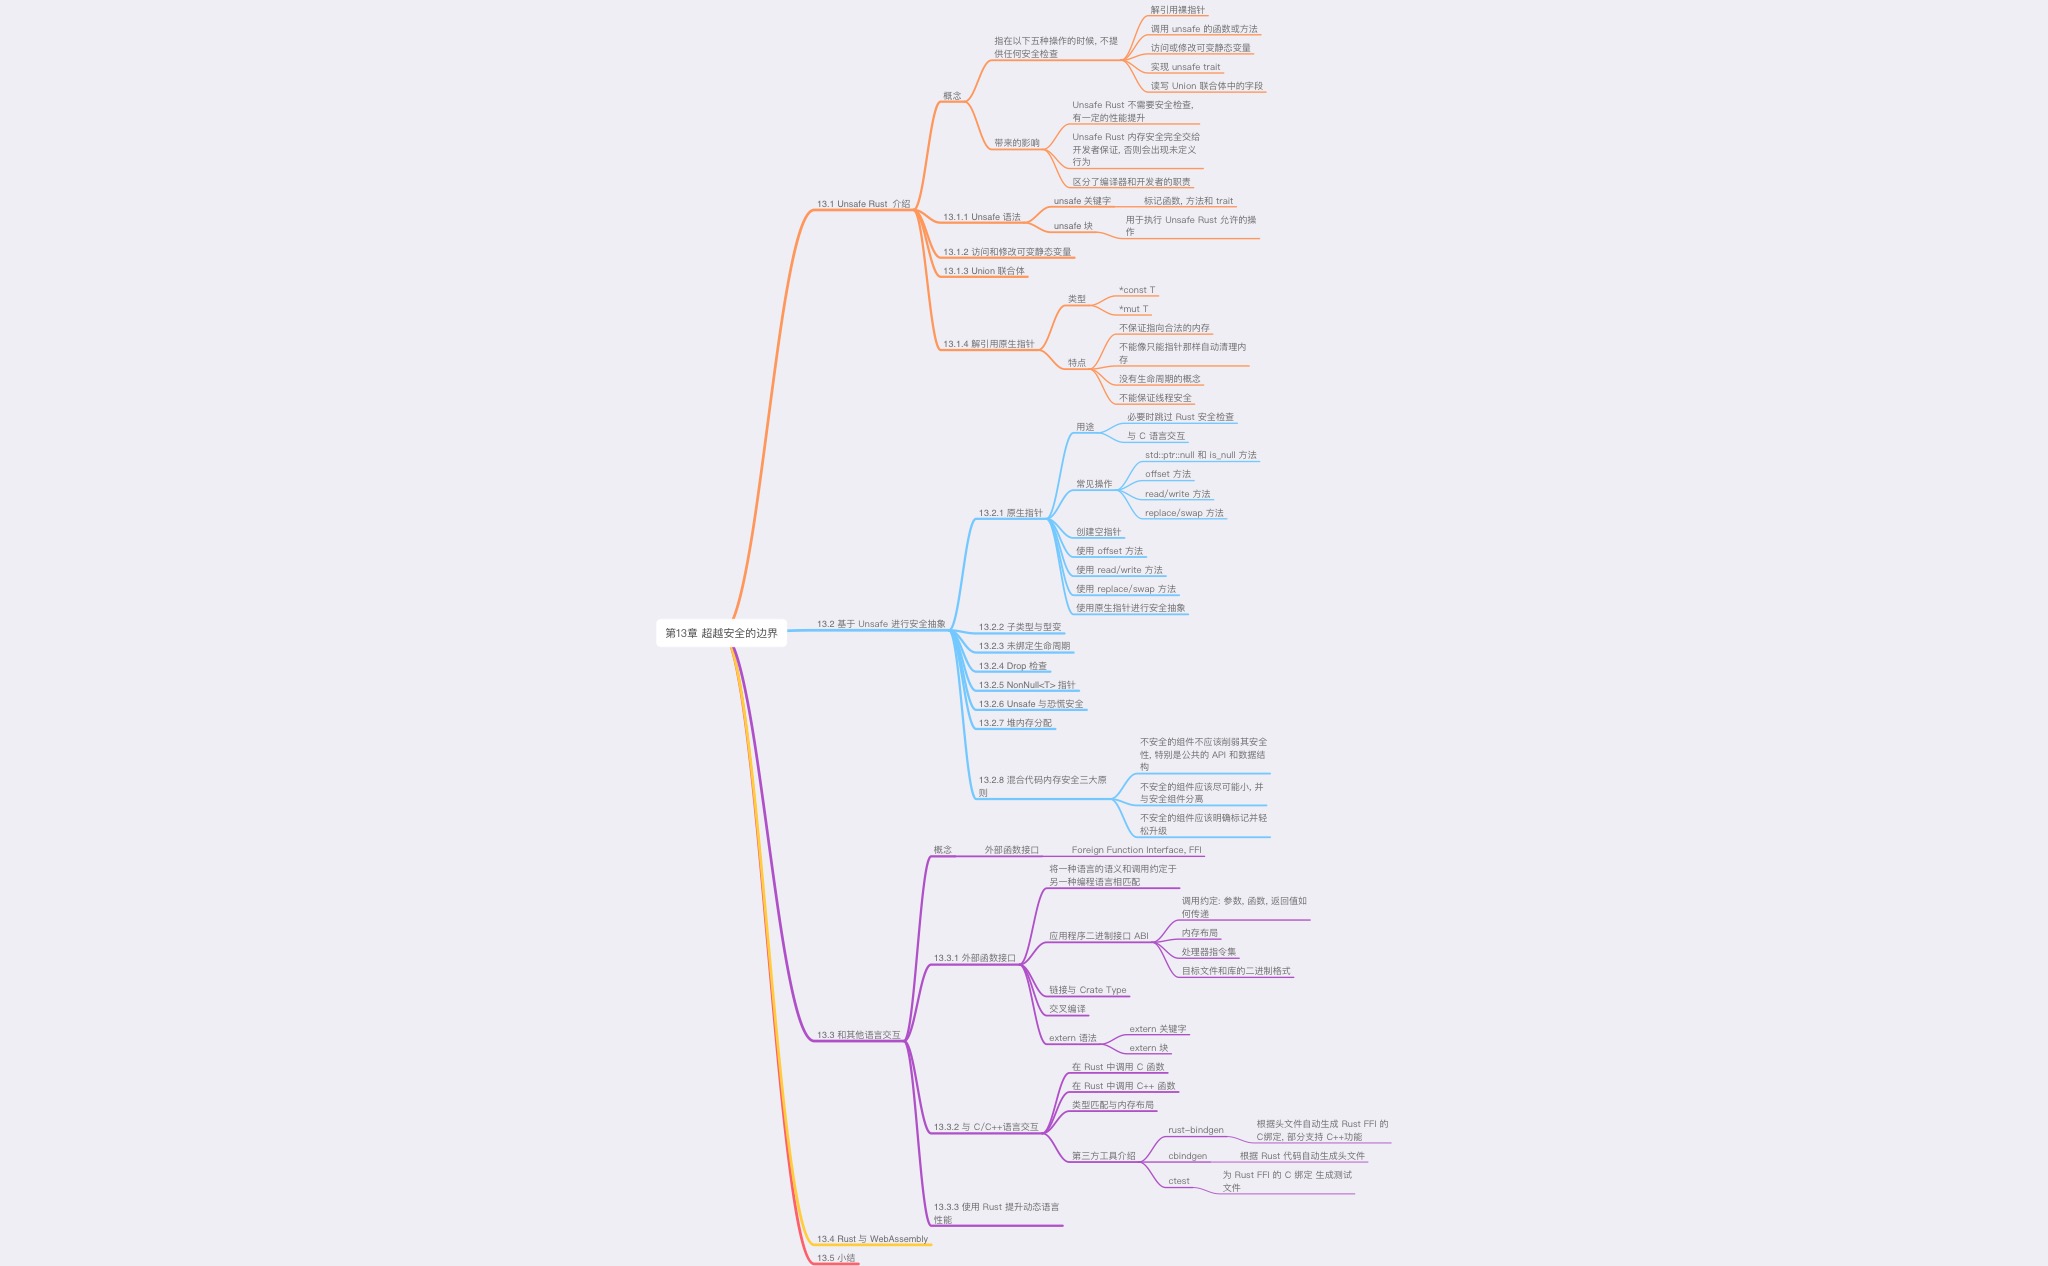 第13章 超越安全的边界
13.1 Unsafe Rust 介绍
概念
指在以下五种操作的时候, 不提
供任何安全检查
解引用裸指针
调用 unsafe 的函数或方法
访问或修改可变静态变量
实现 unsafe trait
读写 Union 联合体中的字段
带来的影响
Unsafe Rust 不需要安全检查,
有一定的性能提升
Unsafe Rust 内存安全完全交给
开发者保证, 否则会出现未定义
行为
区分了编译器和开发者的职责
13.1.1 Unsafe 语法
unsafe 关键字
标记函数, 方法和 trait
unsafe 块
用于执行 Unsafe Rust 允许的操
作
13.1.2 访问和修改可变静态变量
13.1.3 Union 联合体
13.1.4 解引用原生指针
类型
*const T
*mut T
特点
不保证指向合法的内存
不能像只能指针那样自动清理内
存
没有生命周期的概念
不能保证线程安全
13.2 基于 Unsafe 进行安全抽象
13.2.1 原生指针
用途
必要时跳过 Rust 安全检查
与 C 语言交互
常见操作
std::ptr::null 和 is_null 方法
offset 方法
read/write 方法
replace/swap 方法
创建空指针
使用 offset 方法
使用 read/write 方法
使用 replace/swap 方法
使用原生指针进行安全抽象
13.2.2 子类型与型变
13.2.3 未绑定生命周期
13.2.4 Drop 检查
13.2.5 NonNull<T> 指针
13.2.6 Unsafe 与恐慌安全
13.2.7 堆内存分配
13.2.8 混合代码内存安全三大原
则
不安全的组件不应该削弱其安全
性, 特别是公共的 API 和数据结
构
不安全的组件应该尽可能小, 并
与安全组件分离
不安全的组件应该明确标记并轻
松升级
13.3 和其他语言交互
概念
外部函数接口
Foreign Function Interface, FFI
13.3.1 外部函数接口
将一种语言的语义和调用约定于
另一种编程语言相匹配
应用程序二进制接口 ABI
调用约定: 参数, 函数, 返回值如
何传递
内存布局
处理器指令集
目标文件和库的二进制格式
链接与 Crate Type
交叉编译
extern 语法
extern 关键字
extern 块
13.3.2 与 C/C++语言交互
在 Rust 中调用 C 函数
在 Rust 中调用 C++ 函数
类型匹配与内存布局
第三方工具介绍
rust-bindgen
根据头文件自动生成 Rust FFI 的
C绑定, 部分支持 C++功能
cbindgen
根据 Rust 代码自动生成头文件
ctest
为 Rust FFI 的 C 绑定 生成测试
文件
13.3.3 使用 Rust 提升动态语言
性能
13.4 Rust 与 WebAssembly
13.5 小结